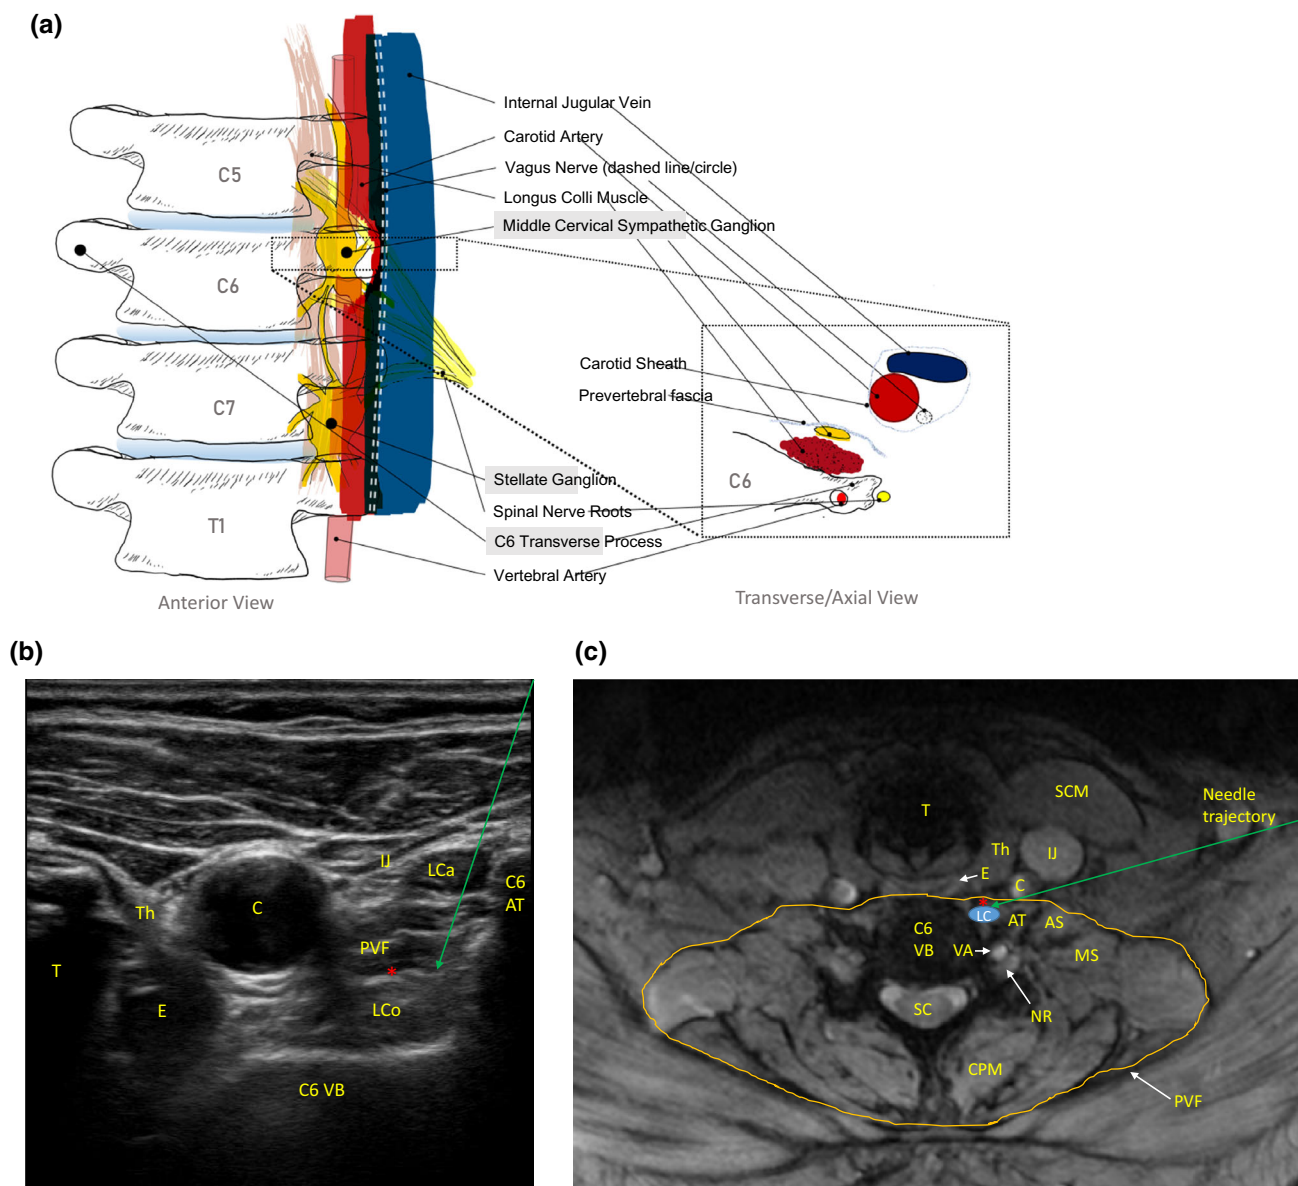 (a)
C5
C6
C7
T1
Internal Jugular Vein
Carotid Artery
Vagus Nerve (dashed line/circle)
Longus Colli Muscle
Middle Cervical Sympathetic Ganglion
Carotid Sheath
Prevertebral fascia
C6
Stellate Ganglion
Spinal Nerve Roots
C6 Transverse Process
Vertebral Artery
Anterior View
Transverse/Axial View
(b)
IJ
LCa
C6
AT
Th
C
PVF
*
T
E
LCo
C6 VB
(c)
T
SCM
Needle
trajectory
Th
IJ
E
C
*
LC
AT
AS
C6
VB
VA
MS
SC
NR
CPM
PVF